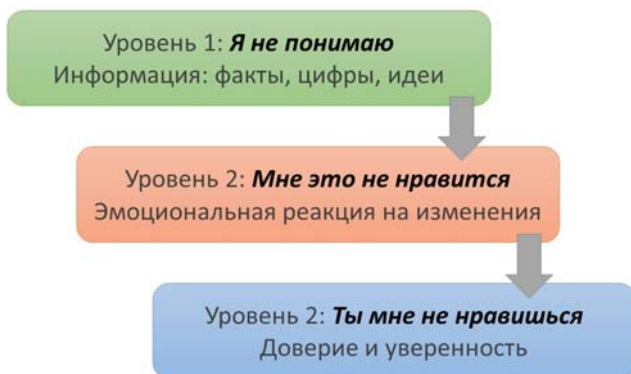 Уровень 1: Я не понимаю
Информация: факты, цифры, идеи
Уровень 2: Мне это не нравится
Эмоциональная реакция на изменения
Уровень 2: Ты мне не нравишься
Доверие и уверенность